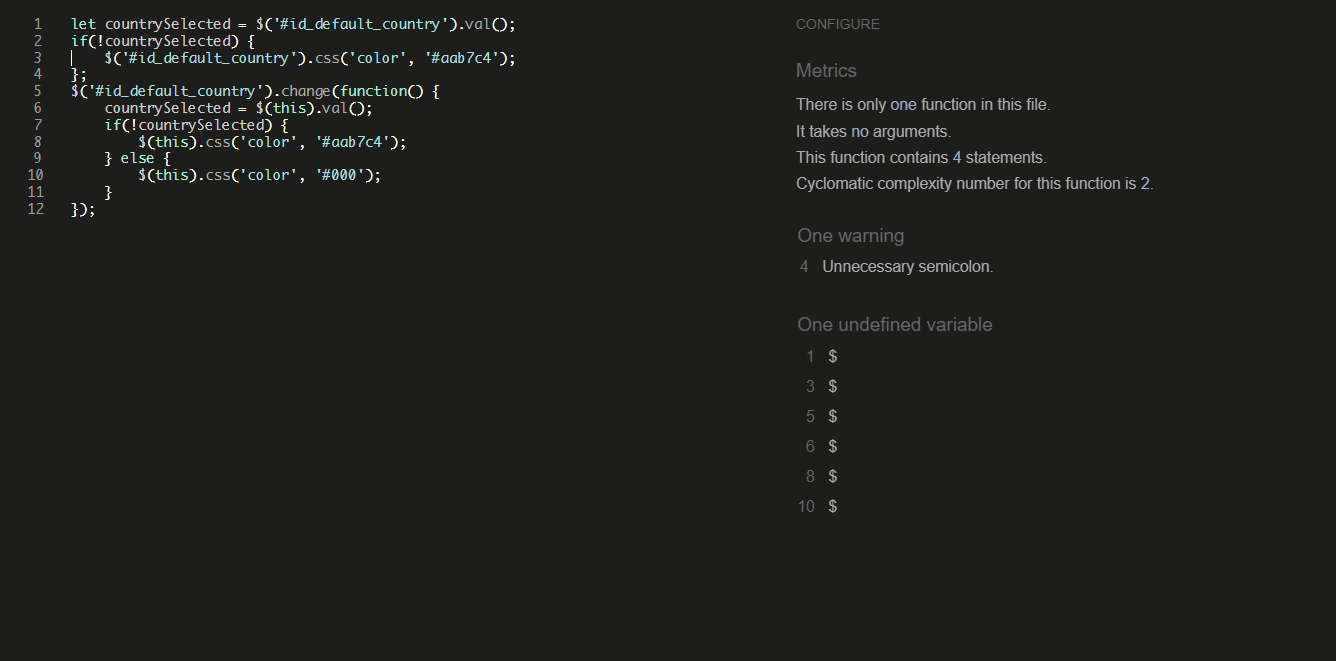 1 let countrySelected = $('#id_default_country').val();
2 if(!countrySelected) {
3 $('#id_default_country').css('color', '#aab7c4');
4 };
5 $('#id_default_country').change(function() {
6 countrySelected = $(this).val();
7 if(!countrySelected) {
8 $(this).css('color', '#aab7c4');
9 } else {
10 $(this).css('color', '#000');
11 }
12 });
CONFIGURE
Metrics
There is only one function in this file.
It takes no arguments.
This function contains 4 statements.
Cyclomatic complexity number for this function is 2.
One warning
4 Unnecessary semicolon.
One undefined variable
1 $
3 $
5 $
6 $
8 $
10 $